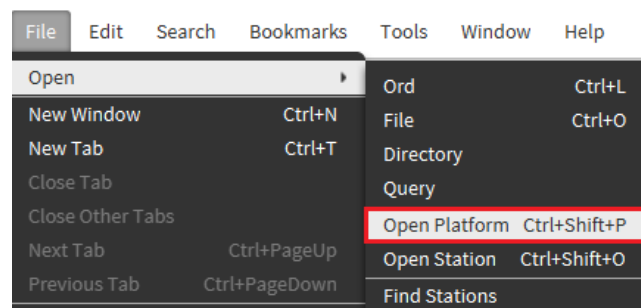 File Edit Search Bookmarks Tools Window Help
Open
New Window Ctrl+N
New Tab Ctrl+T
Close Tab
Close Other Tabs
Next Tab Ctrl+PageUp
Previous Tab Ctrl+PageDown
Ord Ctrl+L
File Ctrl+O
Directory
Query
Open Platform Ctrl+Shift+P
Open Station Ctrl+Shift+O
Find Stations